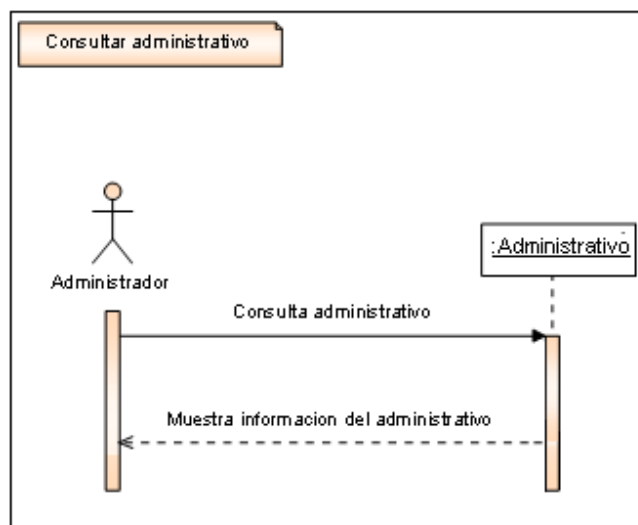 Consultar administrativo
:Administrativo
Administrador
Consulta administrativo
Muestra informacion del administrativo